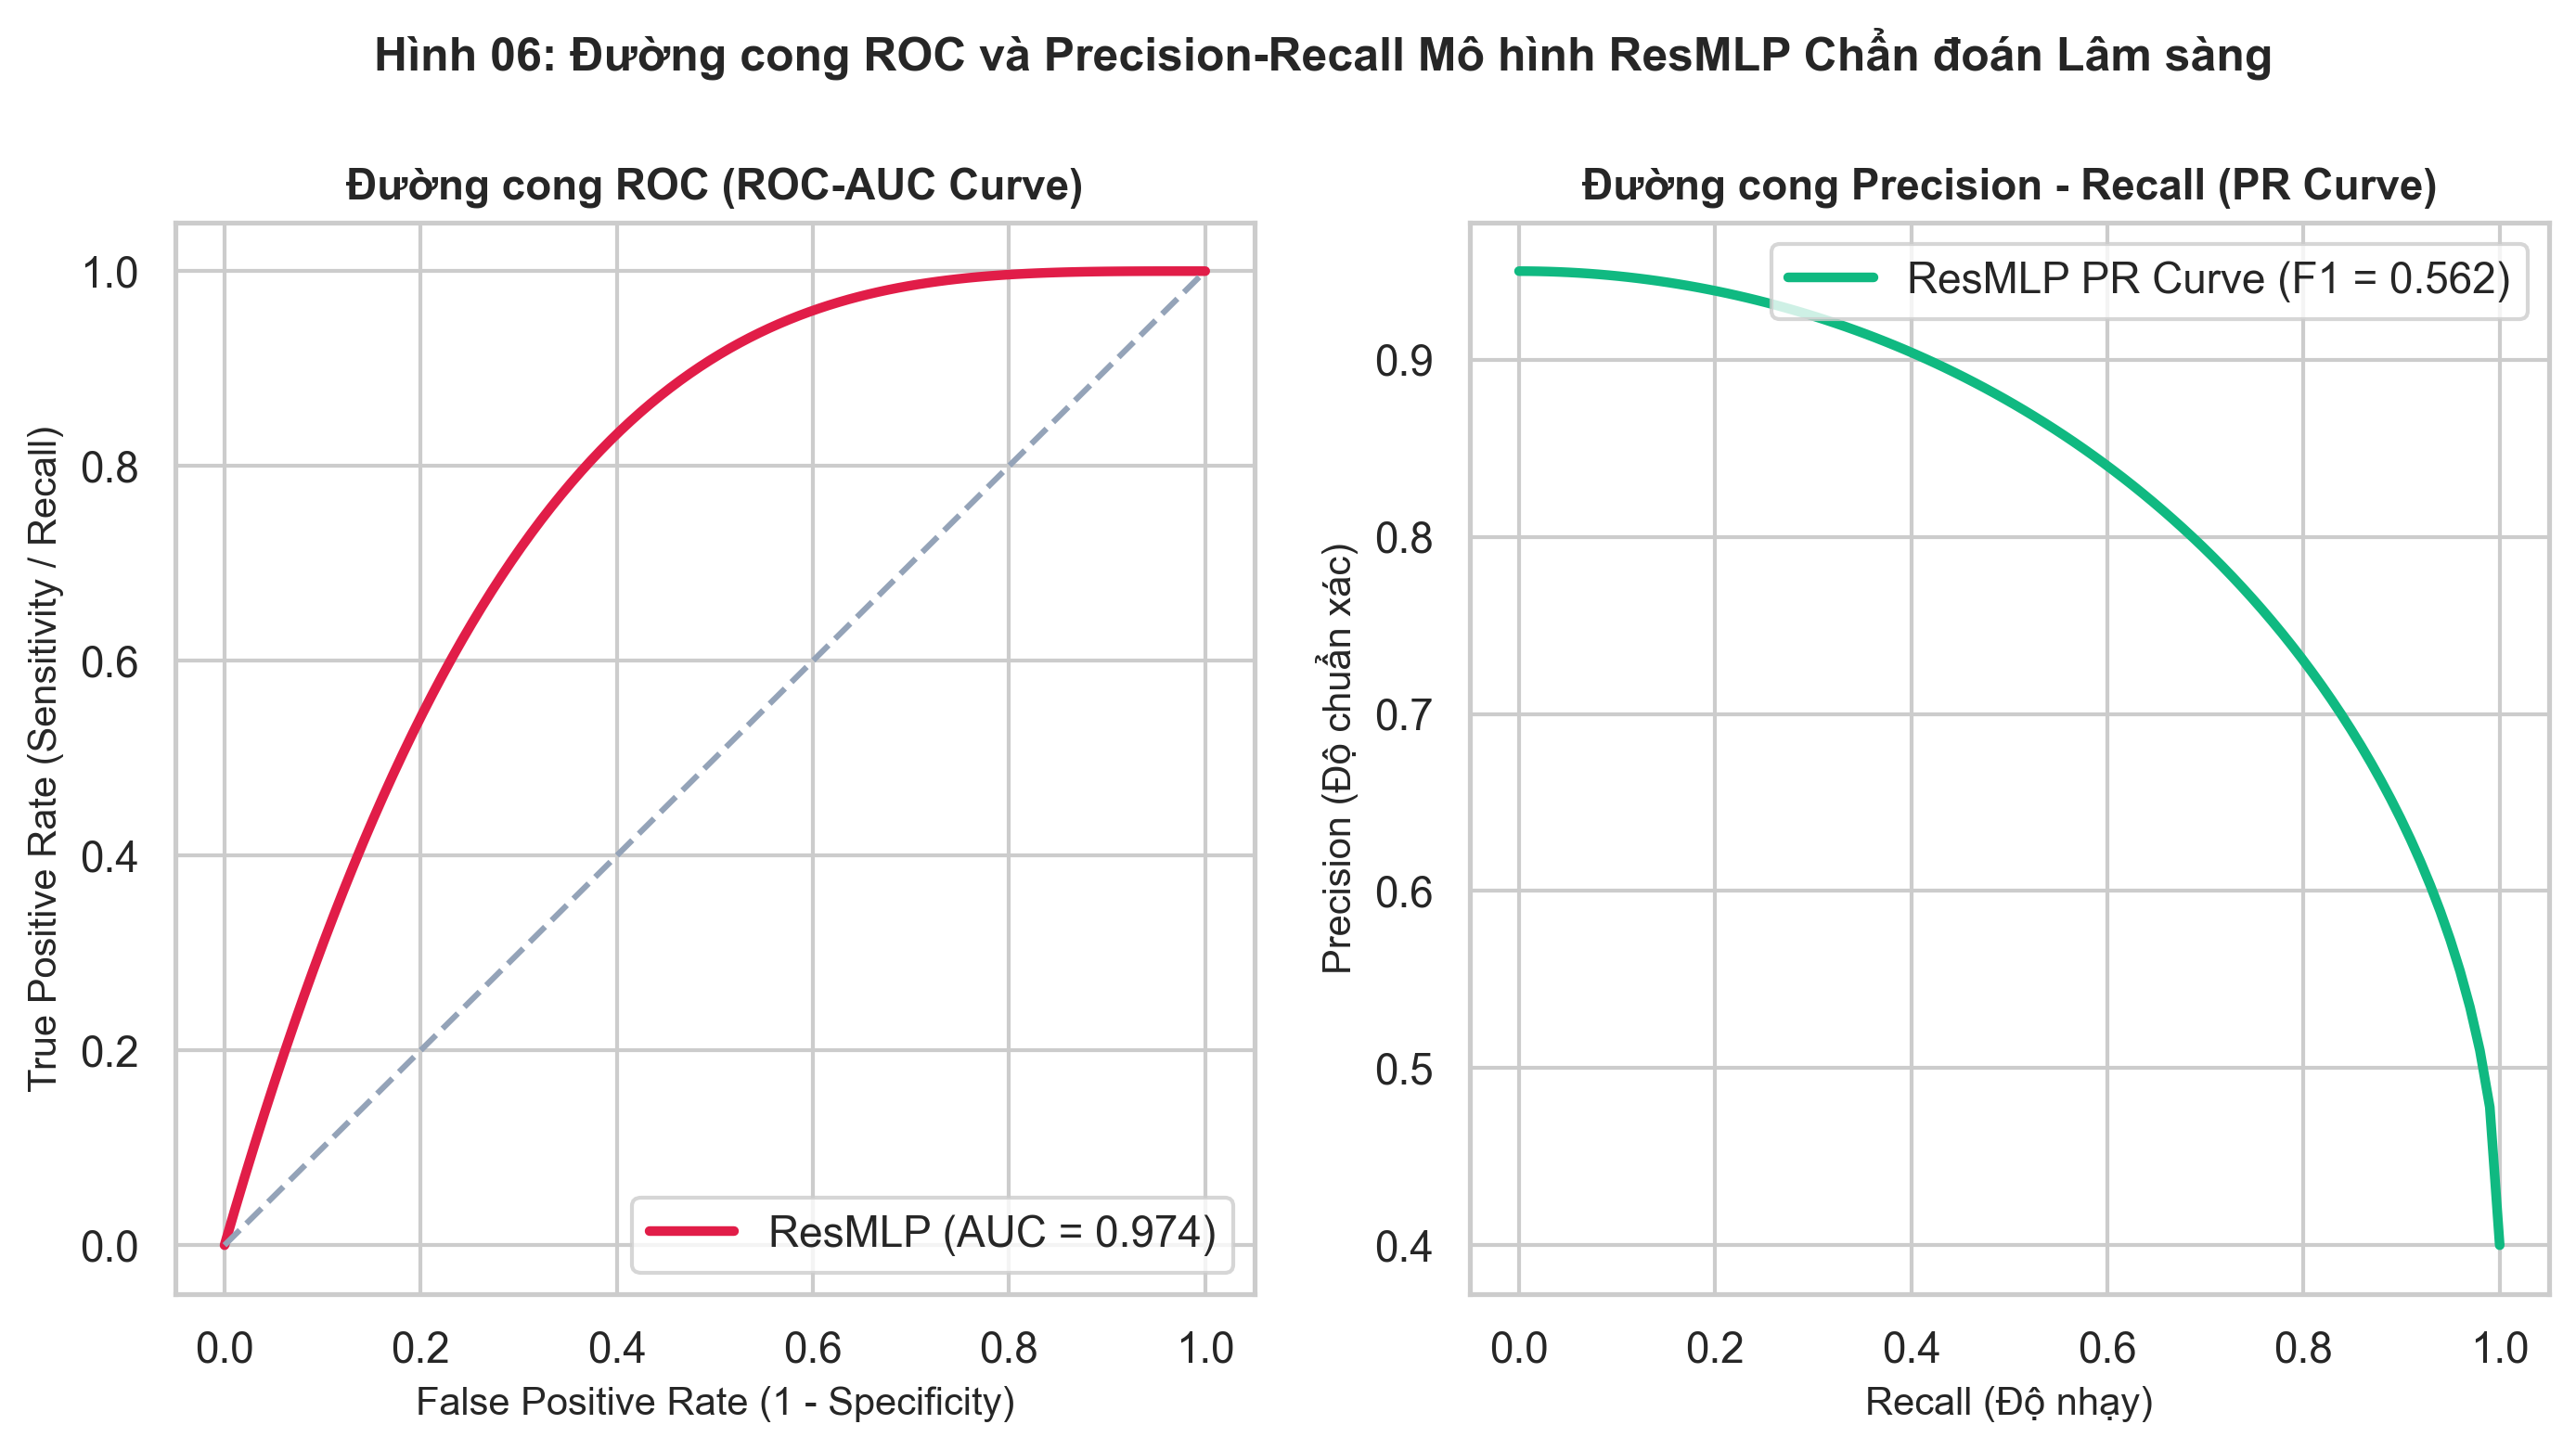 Hình 06: Đường cong ROC và Precision-Recall Mô hình ResMLP Chẩn đoán Lâm sàng
Đường cong ROC (ROC-AUC Curve)
True Positive Rate (Sensitivity / Recall)
1.0
0.8
0.6
0.4
0.2
0.0
ResMLP (AUC = 0.974)
0.0 0.2 0.4 0.6 0.8 1.0
False Positive Rate (1 - Specificity)
Đường cong Precision - Recall (PR Curve)
ResMLP PR Curve (F1 = 0.562)
Precision (Độ chuẩn xác)
0.9
0.8
0.7
0.6
0.5
0.4
0.0 0.2 0.4 0.6 0.8 1.0
Recall (Độ nhạy)